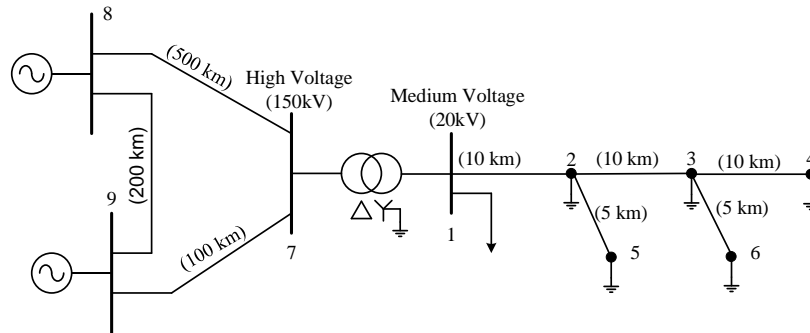 8
(500 km)
High Voltage
(150kV)
Medium Voltage
(20kV)
(10 km)
2
(10 km)
3
(10 km)
4
(200 km)
9
(5 km)
(5 km)
(100 km)
7
1
5
6